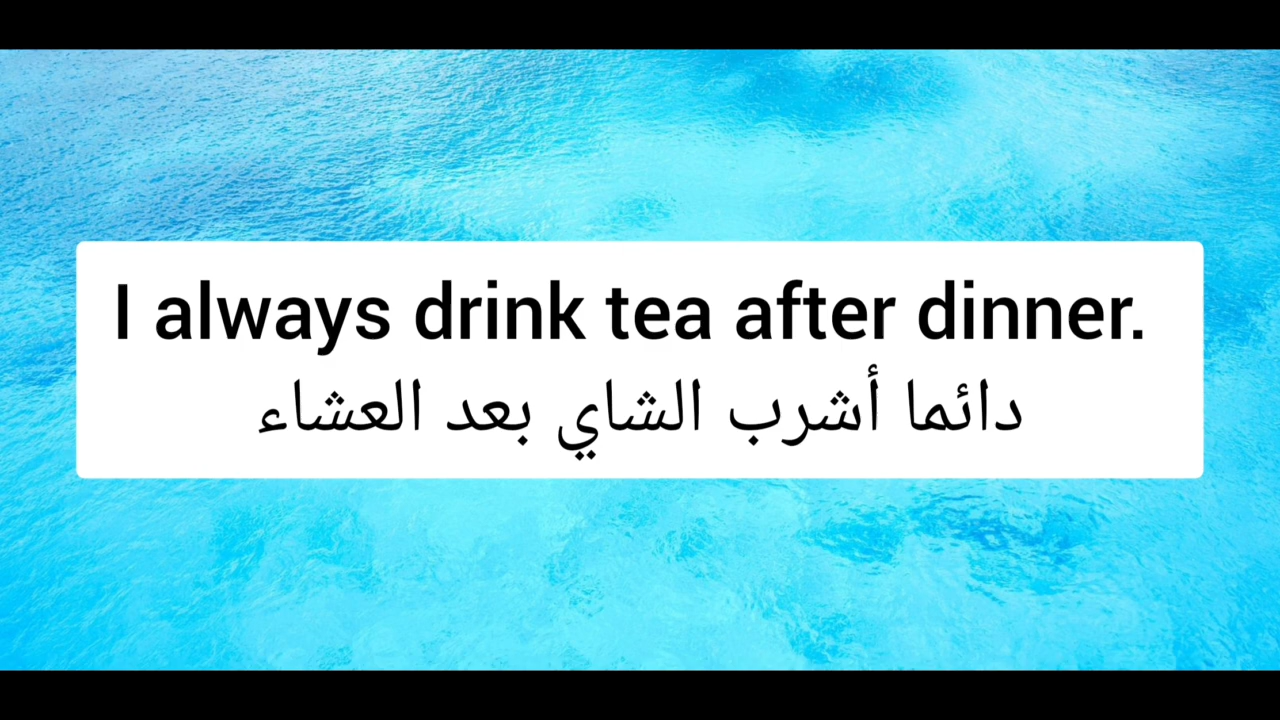 I always drink tea after dinner.
دائما أشرب الشاي بعد العشاء